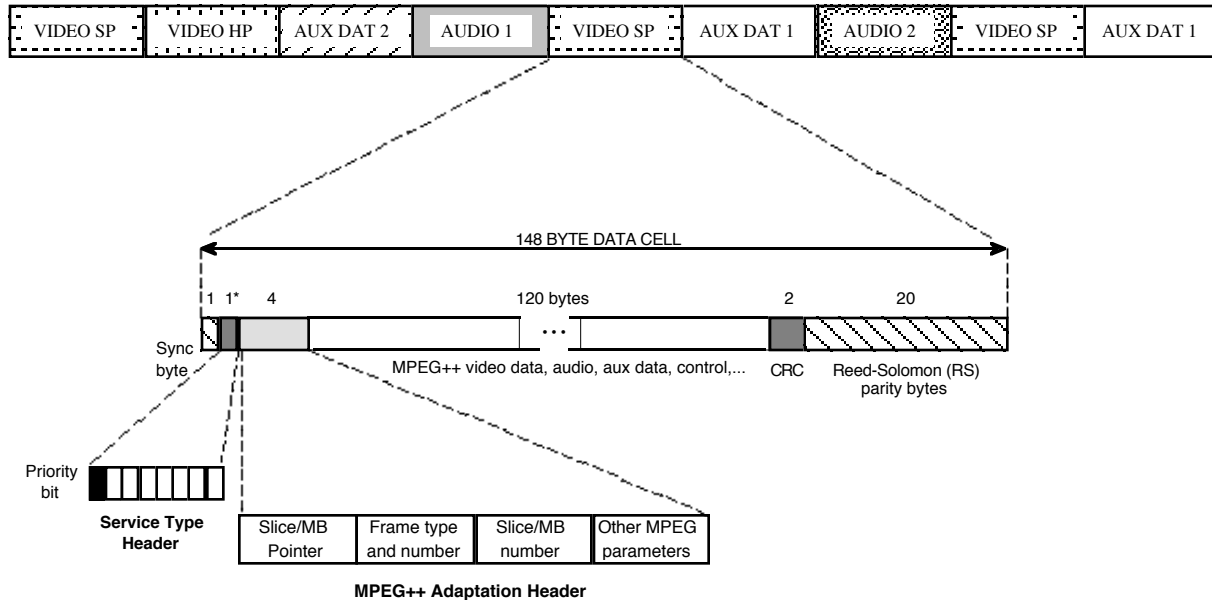 VIDEO SP VIDEO HP AUX DAT 2 AUDIO 1 VIDEO SP AUX DAT 1 AUDIO 2 VIDEO SP AUX DAT 1
148 BYTE DATA CELL
1 1* 4 120 bytes 2 20
Sync
byte
MPEG++ video data, audio, aux data, control,...
CRC
Reed-Solomon (RS)
parity bytes
...
Priority
bit
Service Type
Header
Slice/MB
Pointer
Frame type
and number
Slice/MB
number
Other MPEG
parameters
MPEG++ Adaptation Header